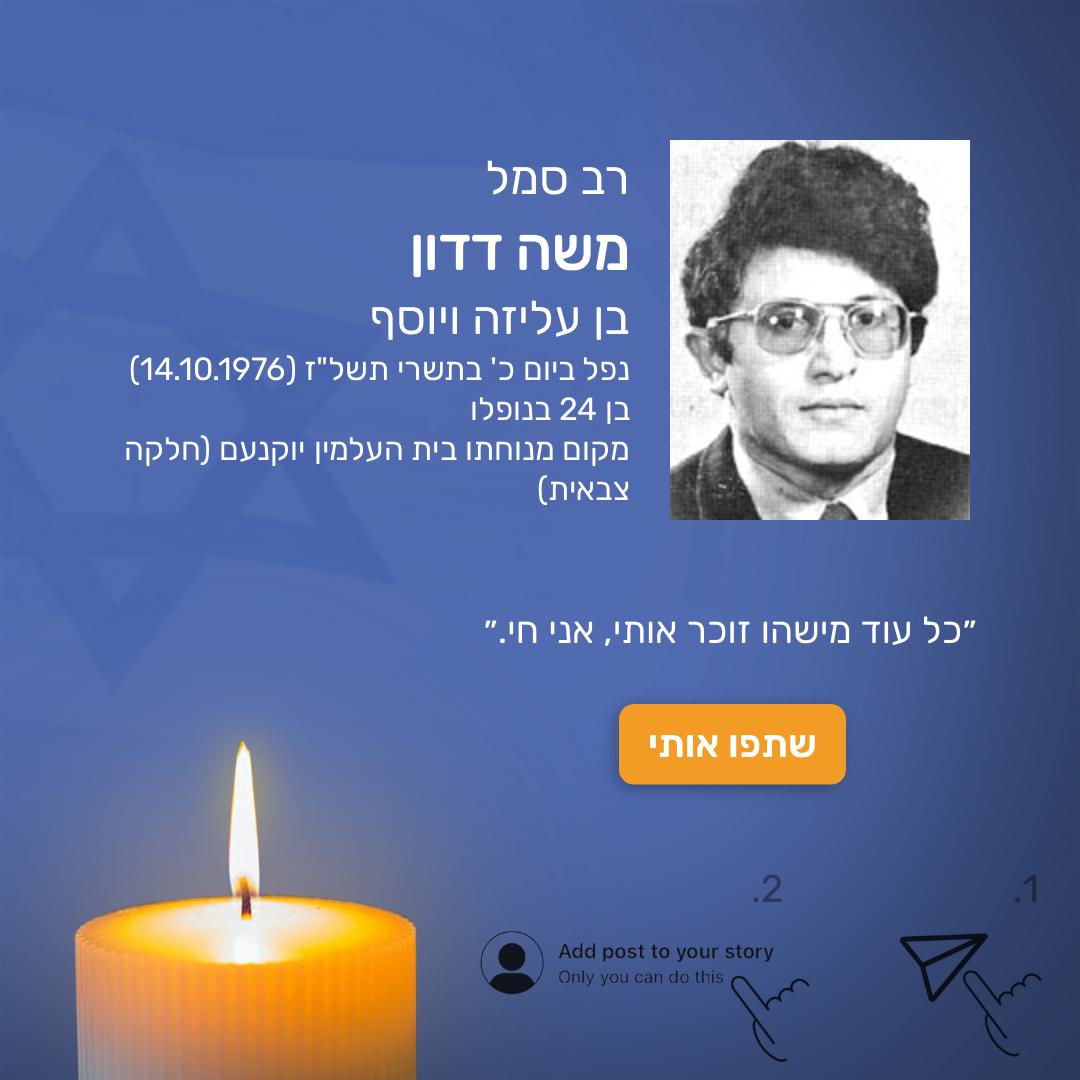 רב סמל
משה דדון
בן עליזה ויוסף
נפל ביום כ' בתשרי תשל"ז (14.10.1976)
בן 24 בנופלו
מקום מנוחתו בית העלמין יוקנעם (חלקה
צבאית)
״כל עוד מישהו זוכר אותי, אני חי.״
שתפו אותי
.1
.2
Add post to your story
Only you can do this